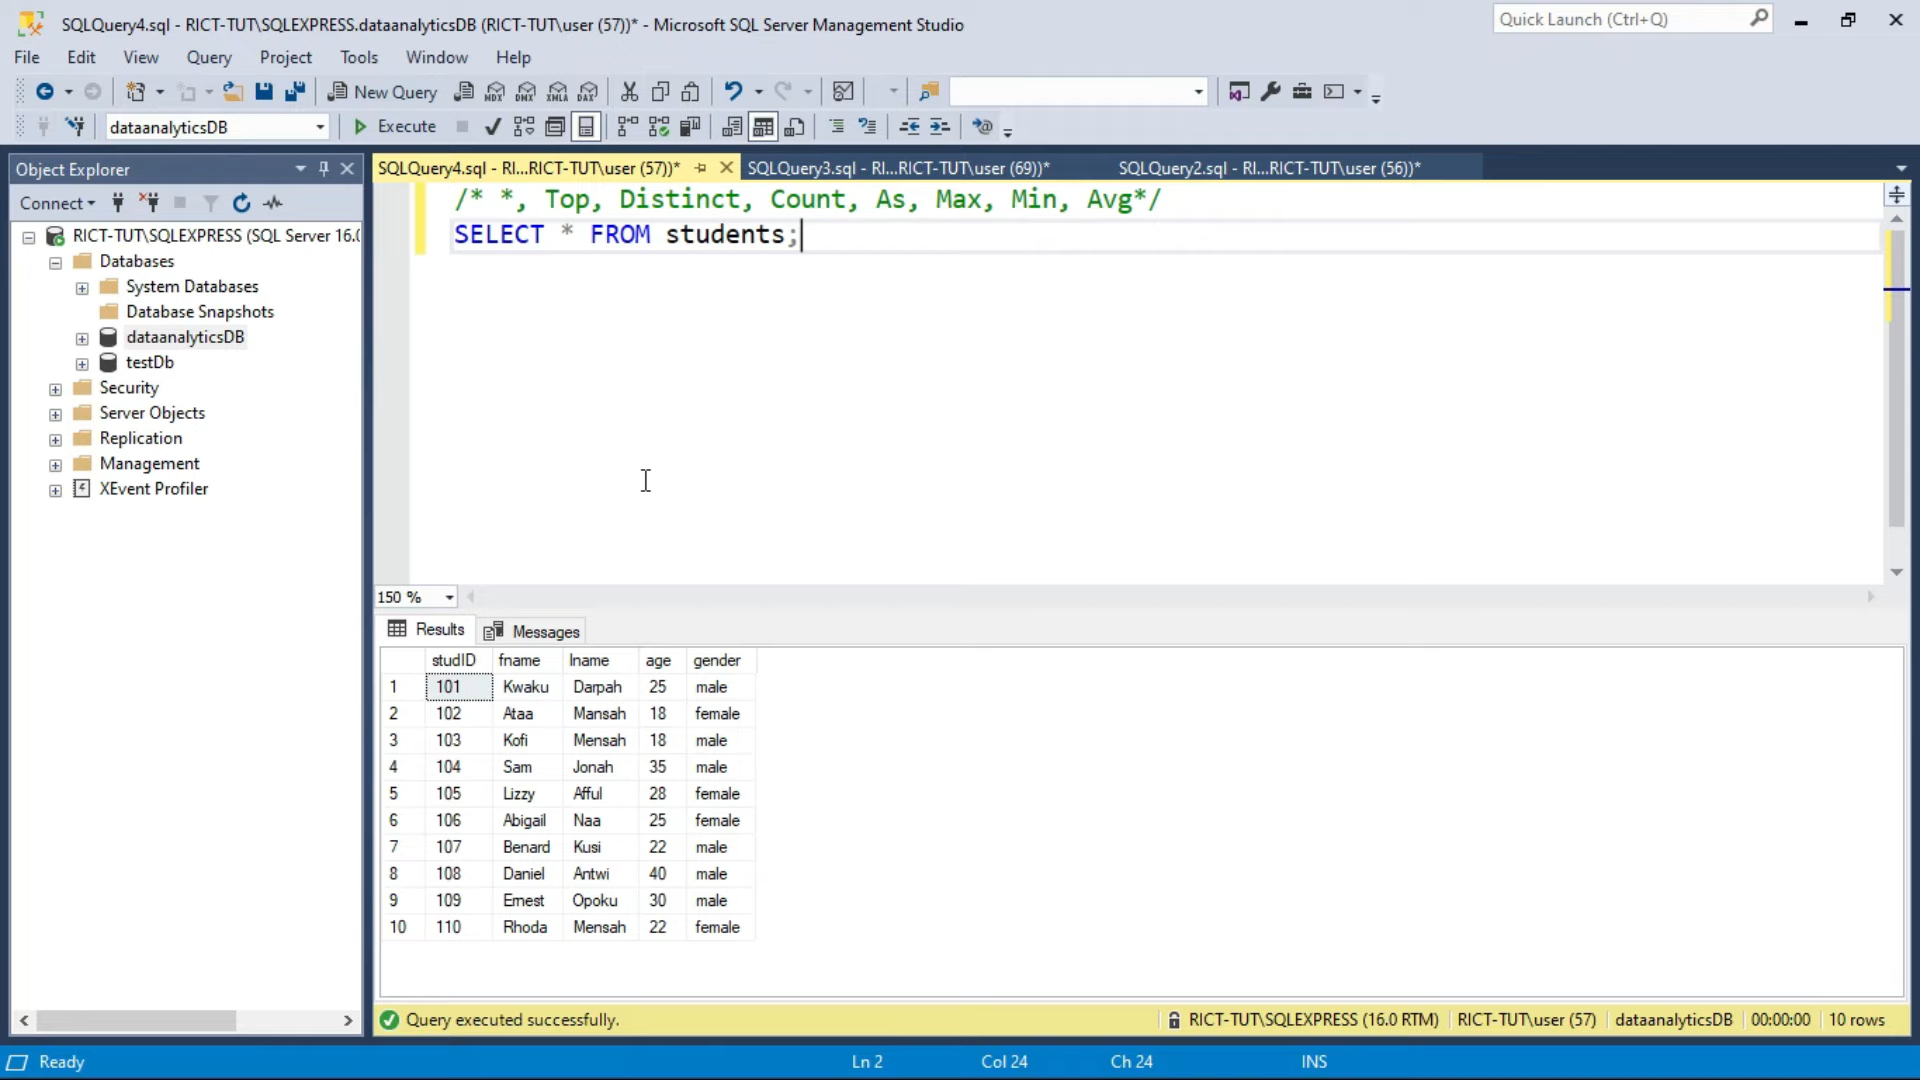 SQLQuery4.sql - RICT-TUT\SQLEXPRESS.dataanalyticsDB (RICT-TUT\user (57))* - Microsoft SQL Server Management Studio
Quick Launch (Ctrl+Q)
File Edit View Query Project Tools Window Help
New Query MDX DMX XMLA DAX
dataanalyticsDB Execute
Object Explorer
Connect
RICT-TUT\SQLEXPRESS (SQL Server 16.0
Databases
System Databases
Database Snapshots
dataanalyticsDB
testDb
Security
Server Objects
Replication
Management
XEvent Profiler
SQLQuery4.sql - RI...RICT-TUT\user (57))* SQLQuery3.sql - RI...RICT-TUT\user (69))* SQLQuery2.sql - RI...RICT-TUT\user (56))*
/* *, Top, Distinct, Count, As, Max, Min, Avg*/
SELECT * FROM students;
150 %
Results Messages
studID fname lname age gender
1 101 Kwaku Darpah 25 male
2 102 Ataa Mansah 18 female
3 103 Kofi Mensah 18 male
4 104 Sam Jonah 35 male
5 105 Lizzy Afful 28 female
6 106 Abigail Naa 25 female
7 107 Benard Kusi 22 male
8 108 Daniel Antwi 40 male
9 109 Ernest Opoku 30 male
10 110 Rhoda Mensah 22 female
Query executed successfully. RICT-TUT\SQLEXPRESS (16.0 RTM) RICT-TUT\user (57) dataanalyticsDB 00:00:00 10 rows
Ready Ln 2 Col 24 Ch 24 INS